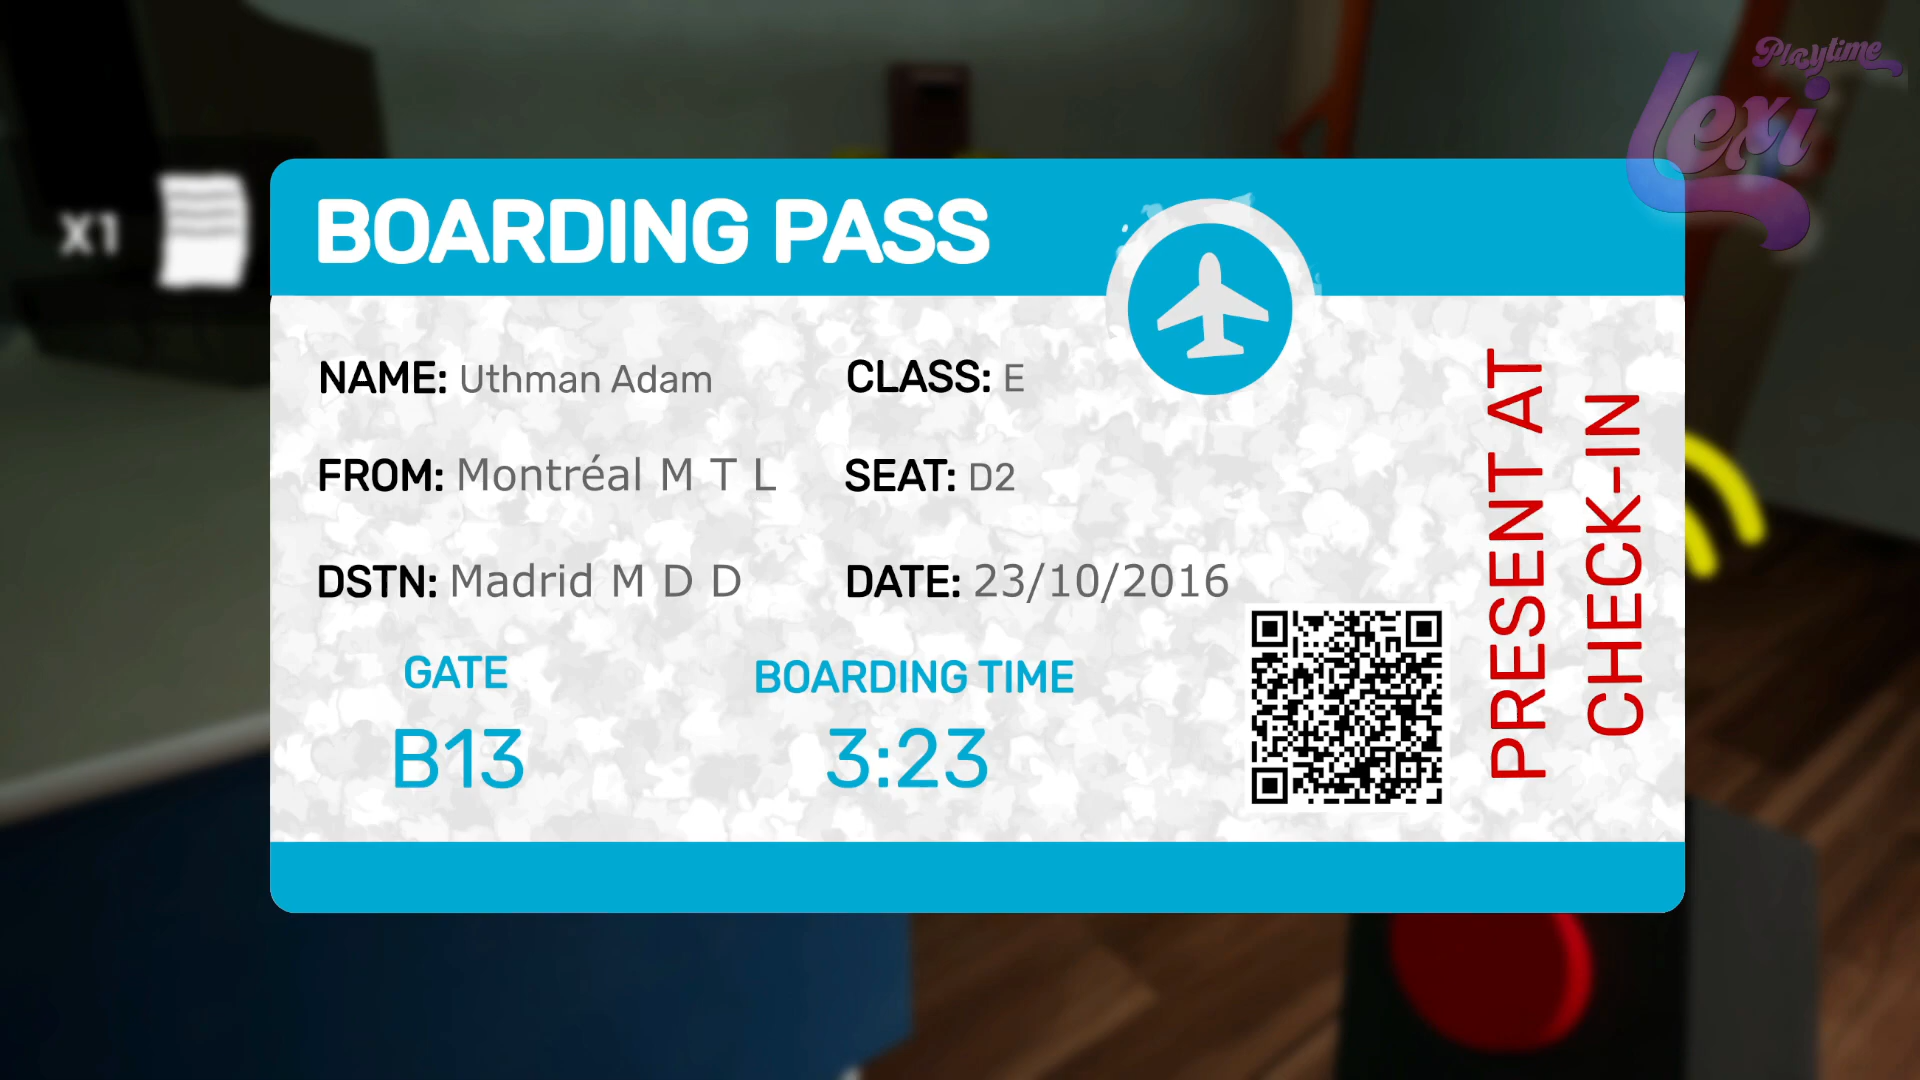 Playtime
Lexi
X1
BOARDING PASS
NAME: Uthman Adam
CLASS: E
FROM: Montréal M T L
SEAT: D2
DSTN: Madrid M D D
DATE: 23/10/2016
GATE
BOARDING TIME
B13
3:23
PRESENT AT
CHECK-IN